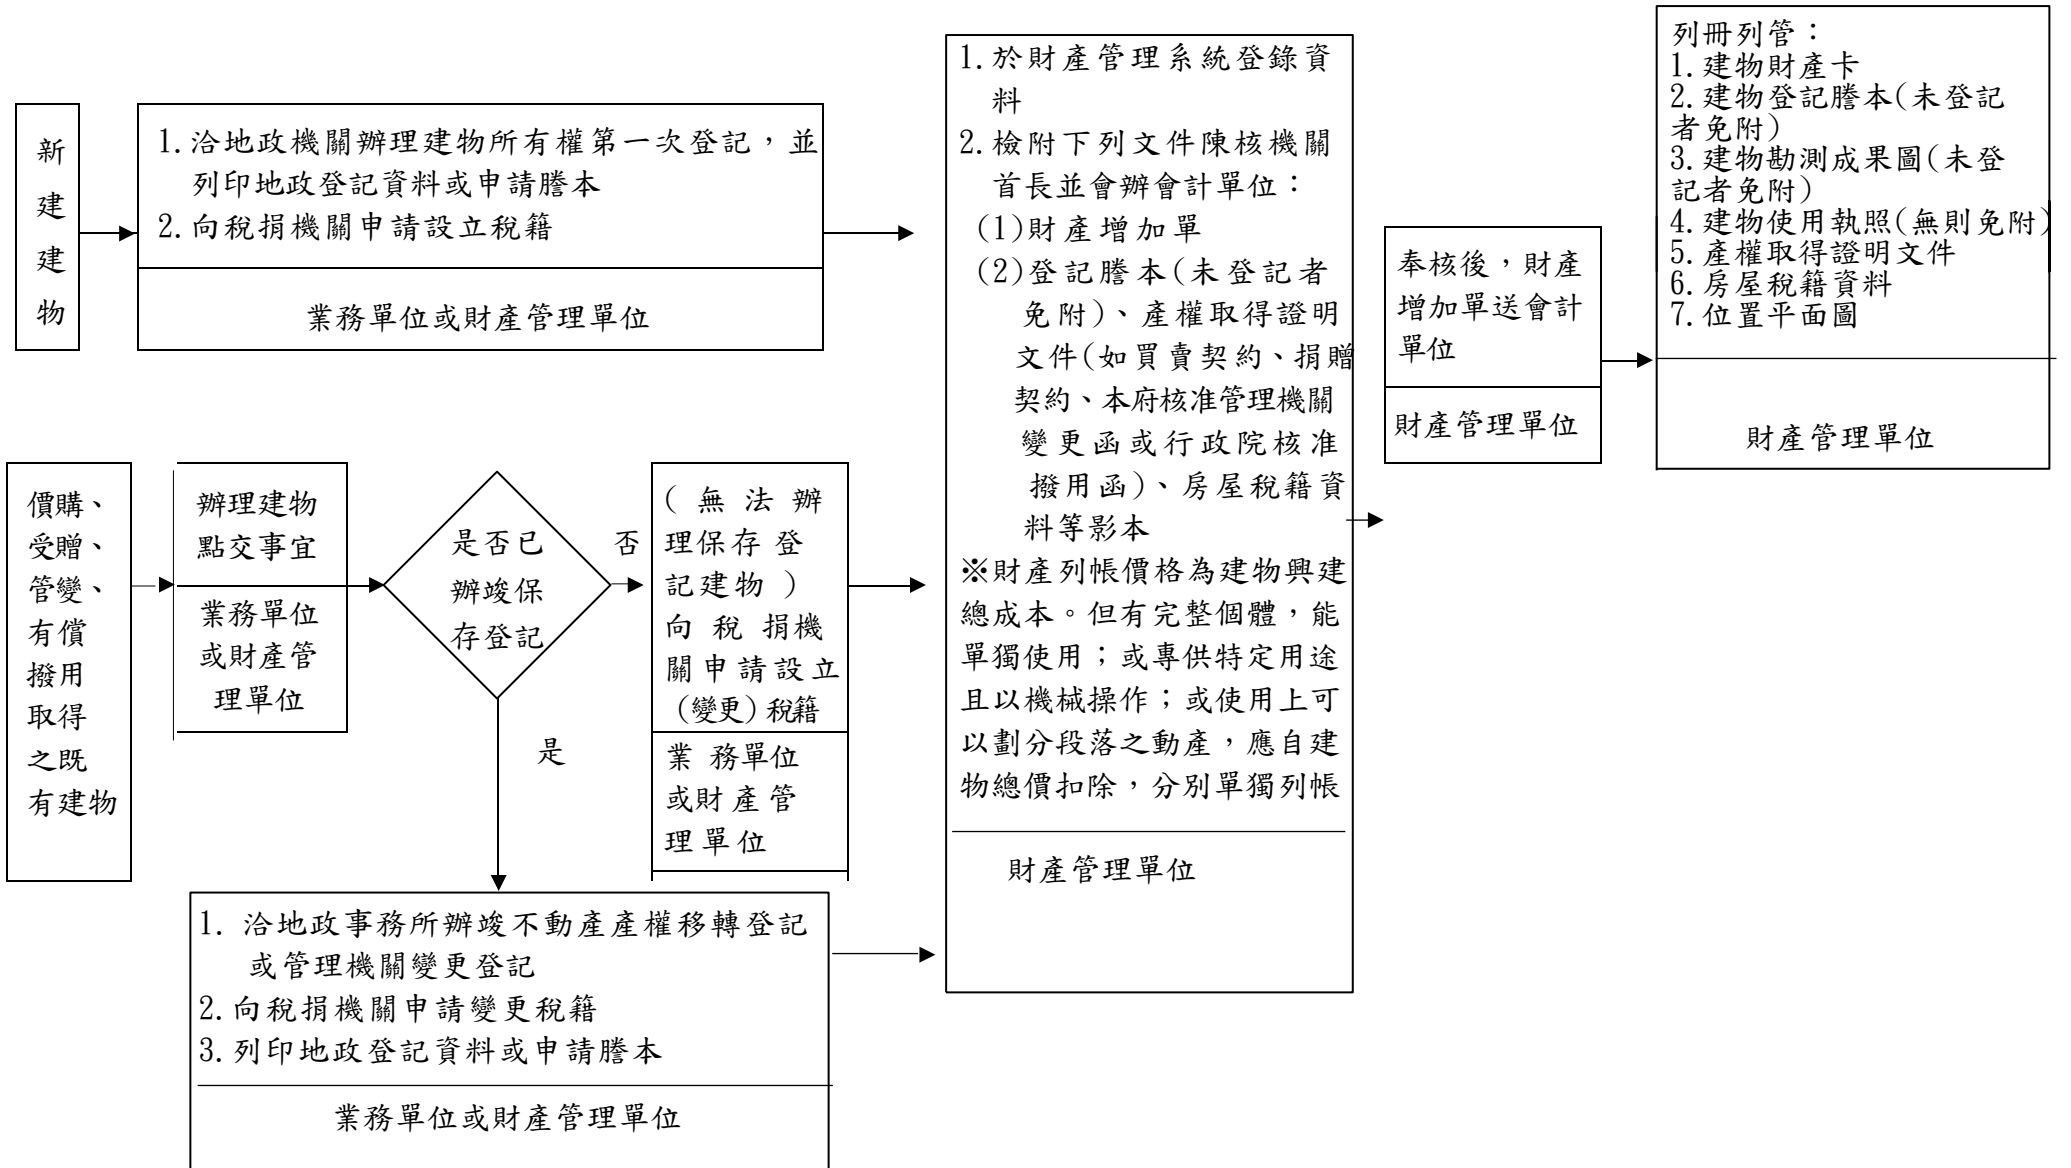 新
建
建
物
1.洽地政機關辦理建物所有權第一次登記，並
列印地政登記資料或申請謄本
2.向稅捐機關申請設立稅籍
業務單位或財產管理單位
價購、
受贈、
管變、
有償
撥用
取得
之既
有建物
辦理建物
點交事宜
業務單位
或財產管
理單位
是否已
辦竣保
存登記
否
是
( 無 法 辦
理保存 登
記建物 )
向 稅 捐機
關申請設立
(變更)稅籍
業 務單位
或財產管
理單位
1. 洽地政事務所辦竣不動產產權移轉登記
或管理機關變更登記
2.向稅捐機關申請變更稅籍
3.列印地政登記資料或申請謄本
業務單位或財產管理單位
1.於財產管理系統登錄資
料
2.檢附下列文件陳核機關
首長並會辦會計單位：
(1)財產增加單
(2)登記謄本(未登記者
免附)、產權取得證明
文件(如買賣契約、捐贈
契約、本府核准管理機關
變更函或行政院核准
撥用函)、房屋稅籍資
料等影本
※財產列帳價格為建物興建
總成本。但有完整個體，能
單獨使用；或專供特定用途
且以機械操作；或使用上可
以劃分段落之動產，應自建
物總價扣除，分別單獨列帳
財產管理單位
奉核後，財產
增加單送會計
單位
財產管理單位
列冊列管：
1.建物財產卡
2.建物登記謄本(未登記
者免附)
3.建物勘測成果圖(未登
記者免附)
4.建物使用執照(無則免附)
5.產權取得證明文件
6.房屋稅籍資料
7.位置平面圖
財產管理單位